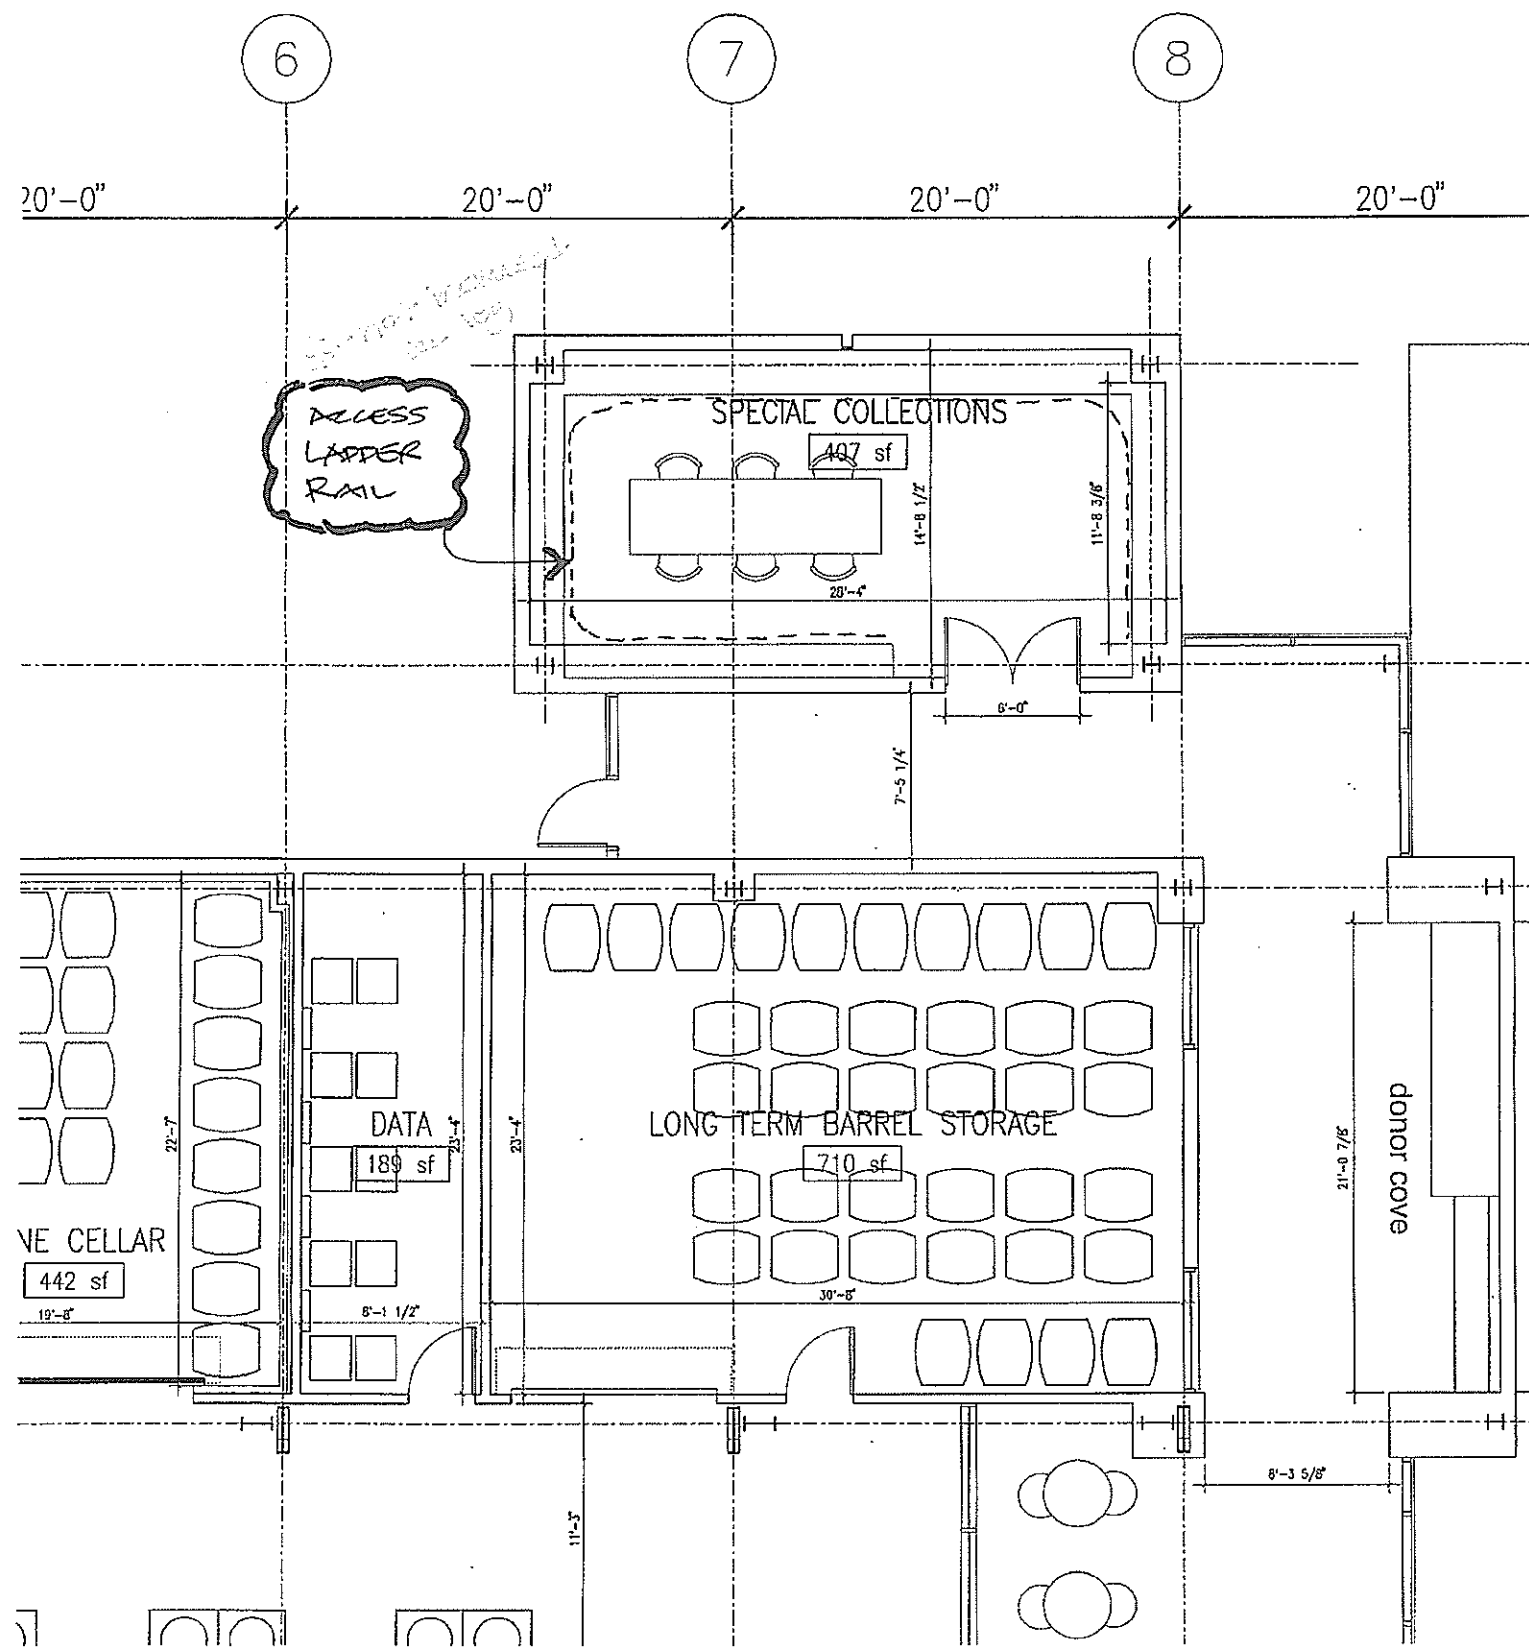 6
7
8
20'-0"
20'-0"
20'-0"
20'-0"
ACCESS
LADDER
RAIL
SPECIAL COLLECTIONS
407 sf
14'-8 1/2"
11'-8 3/8"
28'-4"
6'-0"
7'-5 1/4"
22'-7"
DATA
189 sf
23'-4"
23'-4"
LONG TERM BARREL STORAGE
710 sf
21'-0 7/8"
donor cove
NE CELLAR
442 sf
19'-8"
8'-1 1/2"
30'-8"
8'-3 5/8"
11'-3"